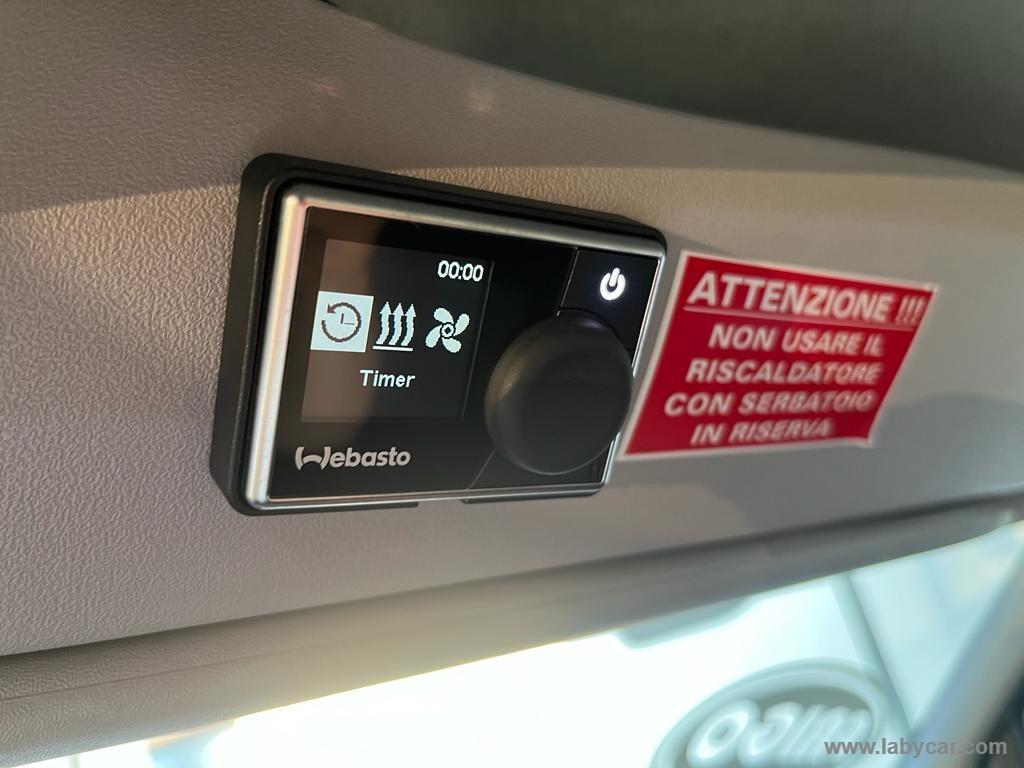 00:00
Timer
Webasto
ATTENZIONE !!!
NON USARE IL
RISCALDATORE
CON SERBATOIO
IN RISERVA
www.labycar.com